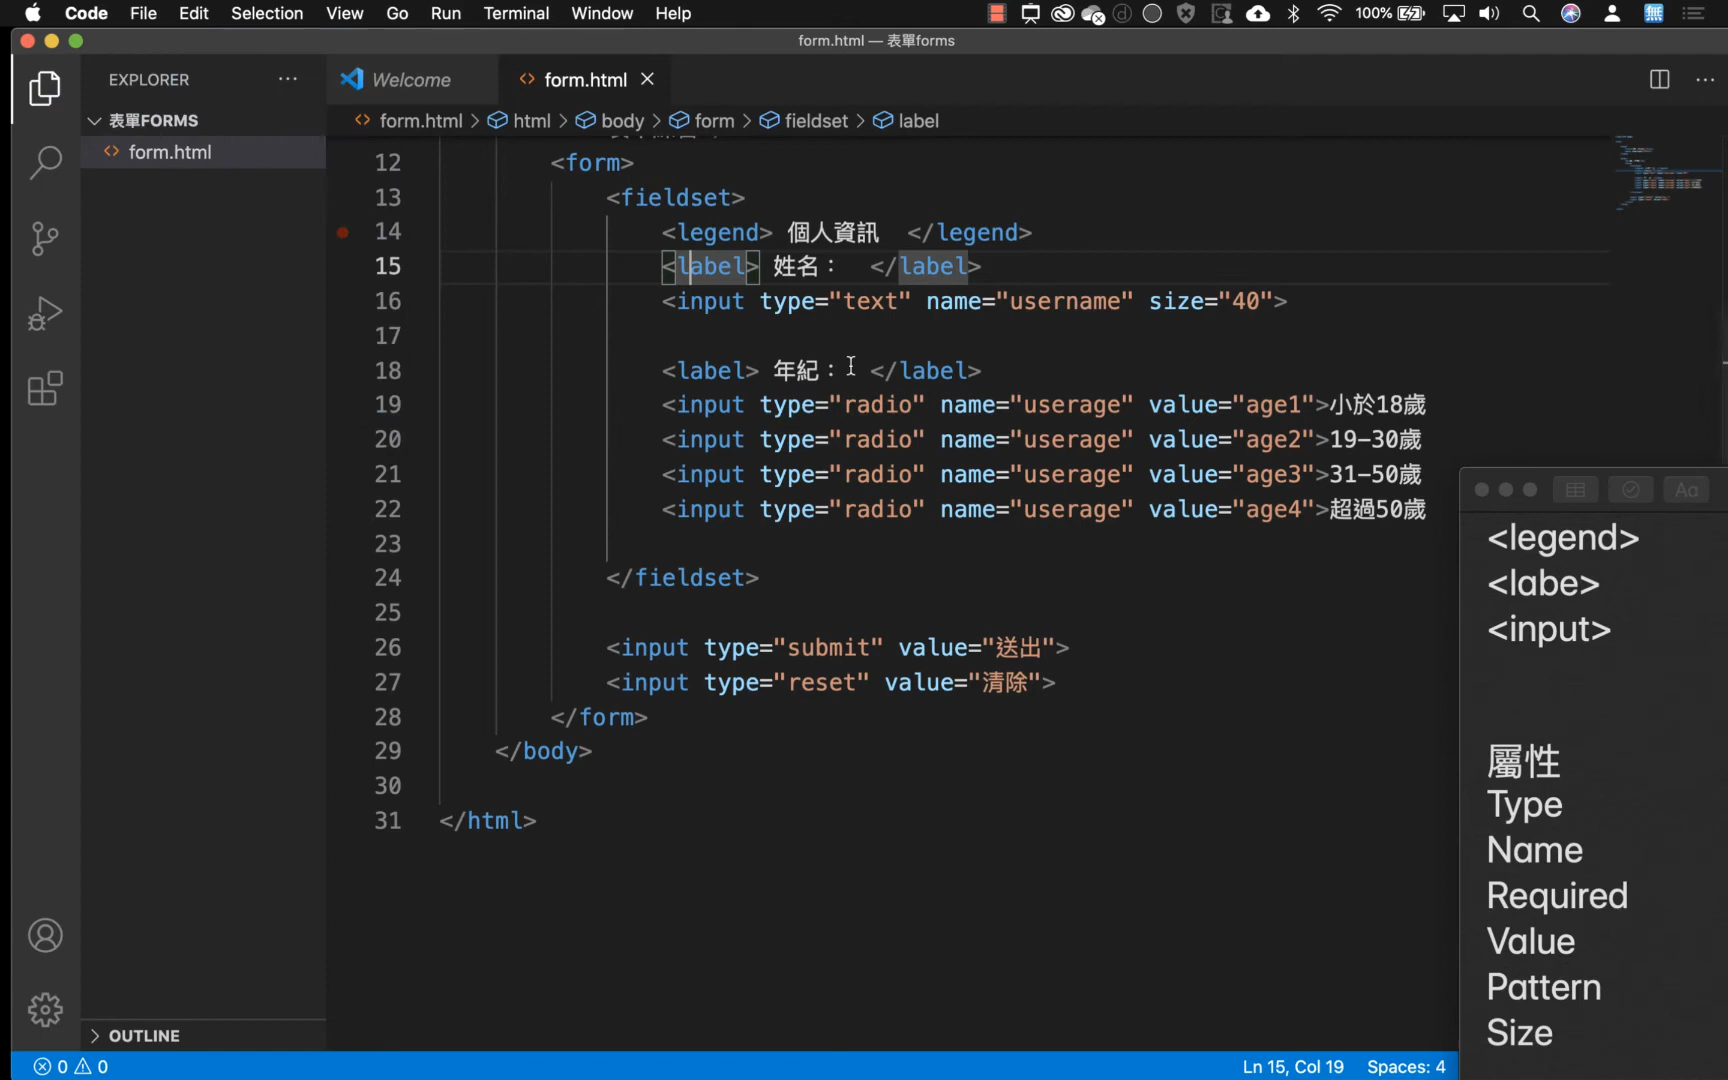 Code File Edit Selection View Go Run Terminal Window Help 100%
form.html — 表單forms
EXPLORER
Welcome
form.html
表單FORMS
form.html
form.html > html > body > form > fieldset > label
12 <form>
13 <fieldset>
14 <legend> 個人資訊 </legend>
15 <label> 姓名： </label>
16 <input type="text" name="username" size="40">
17
18 <label> 年紀： </label>
19 <input type="radio" name="userage" value="age1">小於18歲
20 <input type="radio" name="userage" value="age2">19-30歲
21 <input type="radio" name="userage" value="age3">31-50歲
22 <input type="radio" name="userage" value="age4">超過50歲
23
24 </fieldset>
25
26 <input type="submit" value="送出">
27 <input type="reset" value="清除">
28 </form>
29 </body>
30
31 </html>
Aa
<legend>
<labe>
<input>
屬性
Type
Name
Required
Value
Pattern
Size
OUTLINE
0 0 Ln 15, Col 19 Spaces: 4